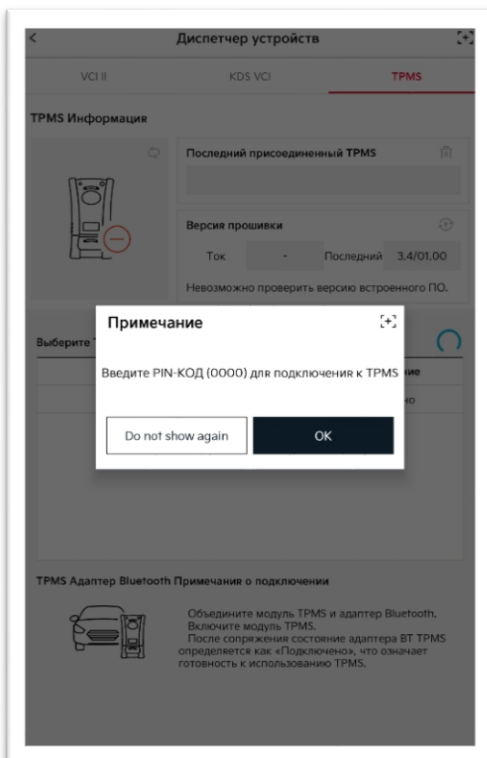 Диспетчер устройств
VCI II
KDS VCI
TPMS
TPMS Информация
Последний присоединенный TPMS
Версия прошивки
Ток
-
Последний
3.4/01.00
Невозможно проверить версию встроенного ПО.
Примечание
Выберите
Введите PIN-КОД (0000) для подключения к TPMS
Do not show again
OK
TPMS Адаптер Bluetooth Примечания о подключении
Объедините модуль TPMS и адаптер Bluetooth.
Включите модуль TPMS.
После сопряжения состояние адаптера BT TPMS
определяется как «Подключено», что означает
готовность к использованию TPMS.